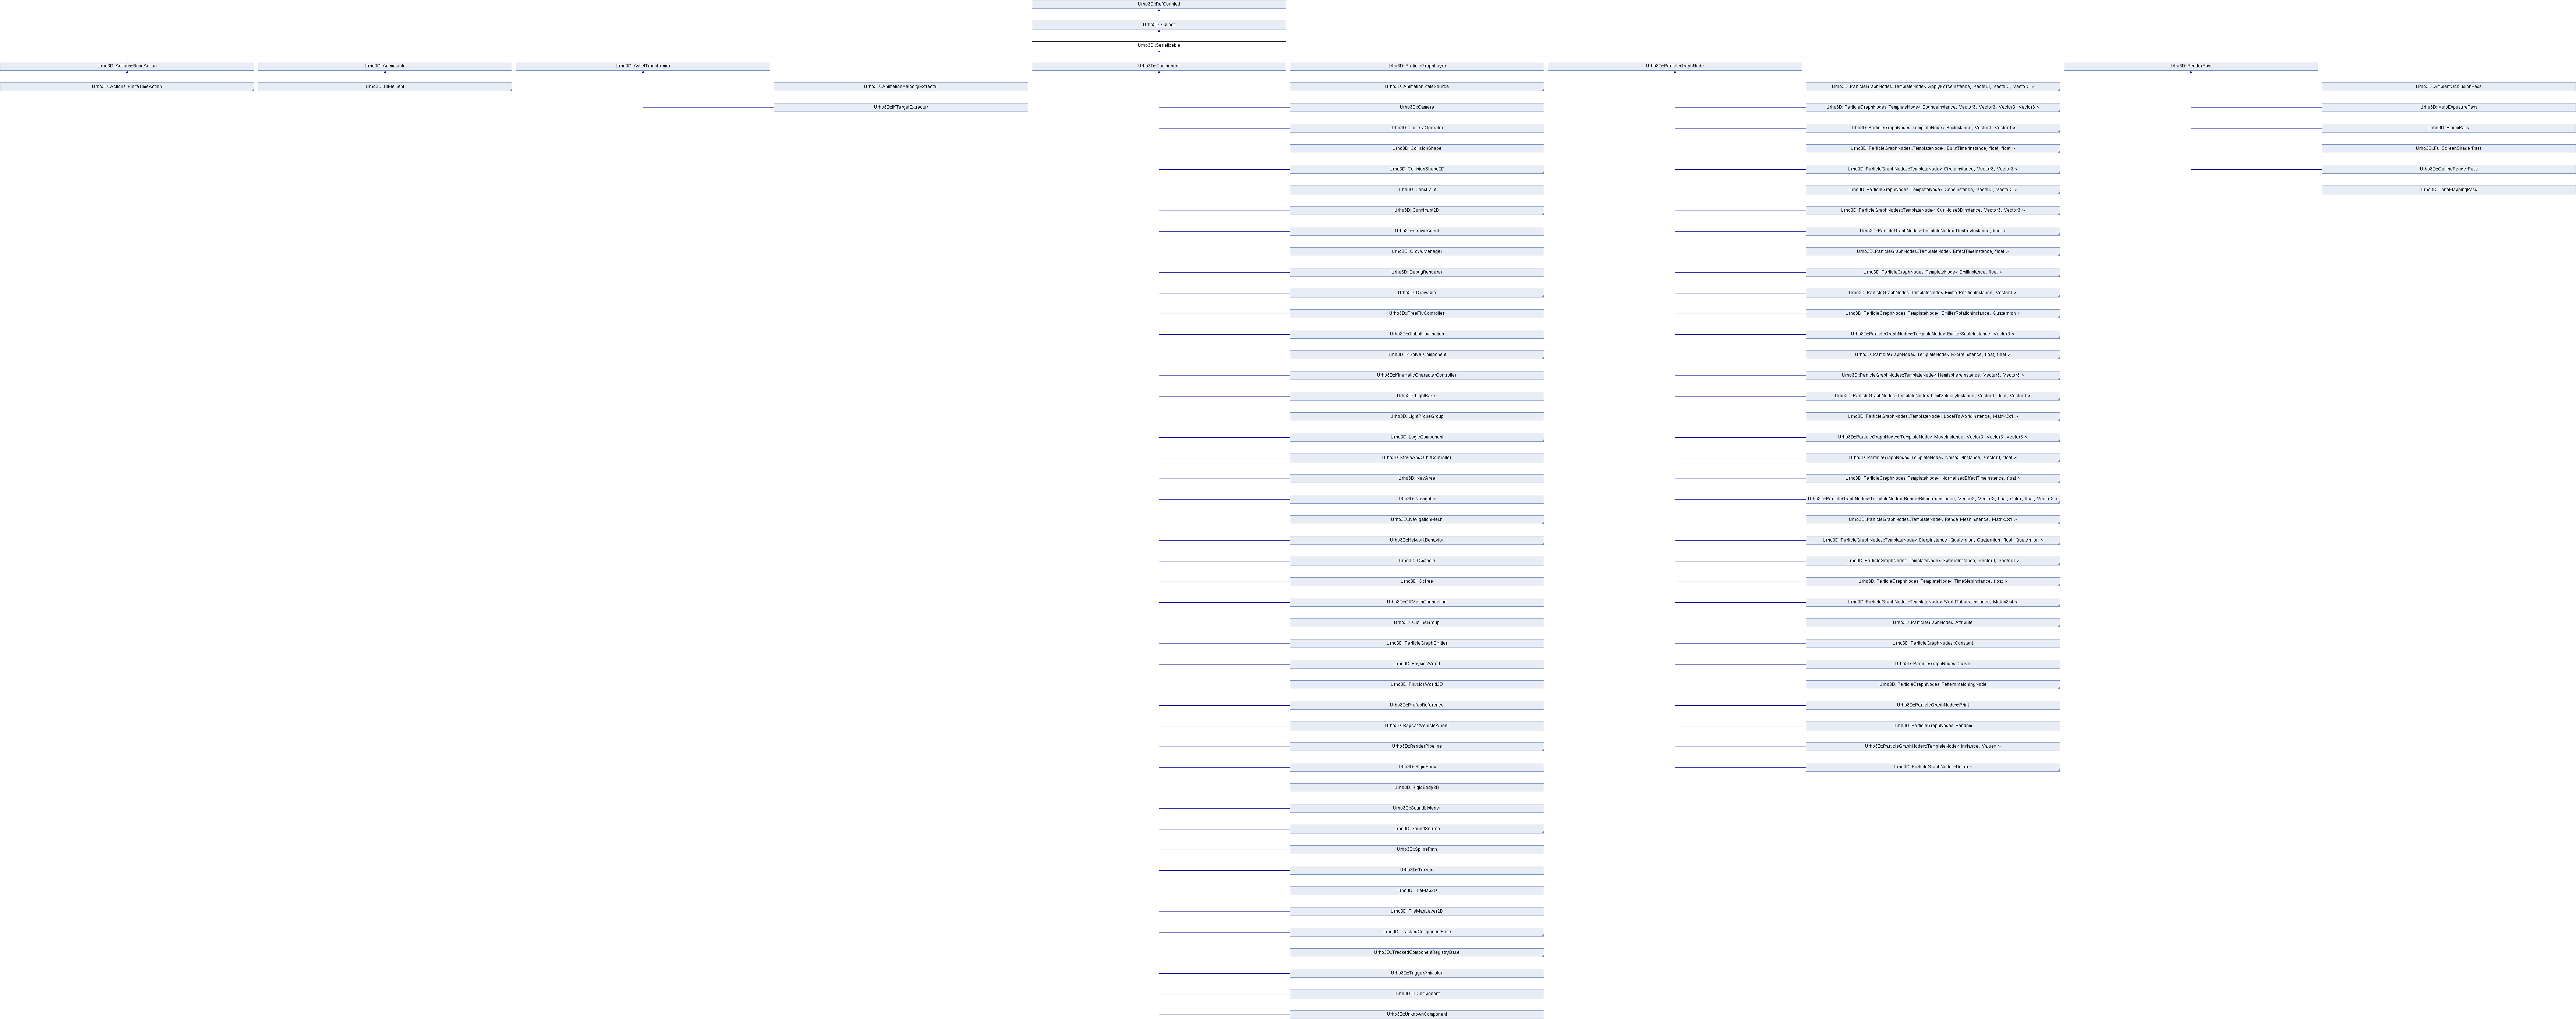 Urho3D::RefCounted
Urho3D::Object
Urho3D::Serializable
Urho3D::Actions::BaseAction
Urho3D::Animatable
Urho3D::AssetTransformer
Urho3D::Component
Urho3D::ParticleGraphLayer
Urho3D::ParticleGraphNode
Urho3D::RenderPass
Urho3D::Actions::FiniteTimeAction
Urho3D::UIElement
Urho3D::AnimationVelocityExtractor
Urho3D::IKTargetExtractor
Urho3D::AnimationStateSource
Urho3D::Camera
Urho3D::CameraOperator
Urho3D::CollisionShape
Urho3D::CollisionShape2D
Urho3D::Constraint
Urho3D::Constraint2D
Urho3D::CrowdAgent
Urho3D::CrowdManager
Urho3D::DebugRenderer
Urho3D::Drawable
Urho3D::FreeFlyController
Urho3D::GlobalIllumination
Urho3D::IKSolverComponent
Urho3D::KinematicCharacterController
Urho3D::LightBaker
Urho3D::LightProbeGroup
Urho3D::LogicComponent
Urho3D::MoveAndOrbitController
Urho3D::NavArea
Urho3D::Navigable
Urho3D::NavigationMesh
Urho3D::NetworkBehavior
Urho3D::Obstacle
Urho3D::Octree
Urho3D::OffMeshConnection
Urho3D::OutlineGroup
Urho3D::ParticleGraphEmitter
Urho3D::PhysicsWorld
Urho3D::PhysicsWorld2D
Urho3D::PrefabReference
Urho3D::RaycastVehicleWheel
Urho3D::RenderPipeline
Urho3D::RigidBody
Urho3D::RigidBody2D
Urho3D::SoundListener
Urho3D::SoundSource
Urho3D::SplinePath
Urho3D::Terrain
Urho3D::TileMap2D
Urho3D::TileMapLayer2D
Urho3D::TrackedComponentBase
Urho3D::TrackedComponentRegistryBase
Urho3D::TriggerAnimator
Urho3D::UIComponent
Urho3D::UnknownComponent
Urho3D::ParticleGraphNodes::TemplateNode< ApplyForceInstance, Vector3, Vector3, Vector3 >
Urho3D::ParticleGraphNodes::TemplateNode< BounceInstance, Vector3, Vector3, Vector3, Vector3 >
Urho3D::ParticleGraphNodes::TemplateNode< BoxInstance, Vector3, Vector3 >
Urho3D::ParticleGraphNodes::TemplateNode< BurstTimerInstance, float, float >
Urho3D::ParticleGraphNodes::TemplateNode< CircleInstance, Vector3, Vector3 >
Urho3D::ParticleGraphNodes::TemplateNode< ConeInstance, Vector3, Vector3 >
Urho3D::ParticleGraphNodes::TemplateNode< CurlNoise3DInstance, Vector3, Vector3 >
Urho3D::ParticleGraphNodes::TemplateNode< DestroyInstance, bool >
Urho3D::ParticleGraphNodes::TemplateNode< EffectTimeInstance, float >
Urho3D::ParticleGraphNodes::TemplateNode< EmitInstance, float >
Urho3D::ParticleGraphNodes::TemplateNode< EmitterPositionInstance, Vector3 >
Urho3D::ParticleGraphNodes::TemplateNode< EmitterRotationInstance, Quaternion >
Urho3D::ParticleGraphNodes::TemplateNode< EmitterScaleInstance, Vector3 >
Urho3D::ParticleGraphNodes::TemplateNode< ExpireInstance, float, float >
Urho3D::ParticleGraphNodes::TemplateNode< HemisphereInstance, Vector3, Vector3 >
Urho3D::ParticleGraphNodes::TemplateNode< LimitVelocityInstance, Vector3, float, Vector3 >
Urho3D::ParticleGraphNodes::TemplateNode< LocalToWorldInstance, Matrix3x4 >
Urho3D::ParticleGraphNodes::TemplateNode< MoveInstance, Vector3, Vector3, Vector3 >
Urho3D::ParticleGraphNodes::TemplateNode< Noise3DInstance, Vector3, float >
Urho3D::ParticleGraphNodes::TemplateNode< NormalizedEffectTimeInstance, float >
Urho3D::ParticleGraphNodes::TemplateNode< RenderBillboardInstance, Vector3, Vector2, float, Color, float, Vector3 >
Urho3D::ParticleGraphNodes::TemplateNode< RenderMeshInstance, Matrix3x4 >
Urho3D::ParticleGraphNodes::TemplateNode< SlerpInstance, Quaternion, Quaternion, float, Quaternion >
Urho3D::ParticleGraphNodes::TemplateNode< SphereInstance, Vector3, Vector3 >
Urho3D::ParticleGraphNodes::TemplateNode< TimeStepInstance, float >
Urho3D::ParticleGraphNodes::TemplateNode< WorldToLocalInstance, Matrix3x4 >
Urho3D::ParticleGraphNodes::Attribute
Urho3D::ParticleGraphNodes::Constant
Urho3D::ParticleGraphNodes::Curve
Urho3D::ParticleGraphNodes::PatternMatchingNode
Urho3D::ParticleGraphNodes::Print
Urho3D::ParticleGraphNodes::Random
Urho3D::ParticleGraphNodes::TemplateNode< Instance, Values >
Urho3D::ParticleGraphNodes::Uniform
Urho3D::AmbientOcclusionPass
Urho3D::AutoExposurePass
Urho3D::BloomPass
Urho3D::FullScreenShaderPass
Urho3D::OutlineRenderPass
Urho3D::ToneMappingPass